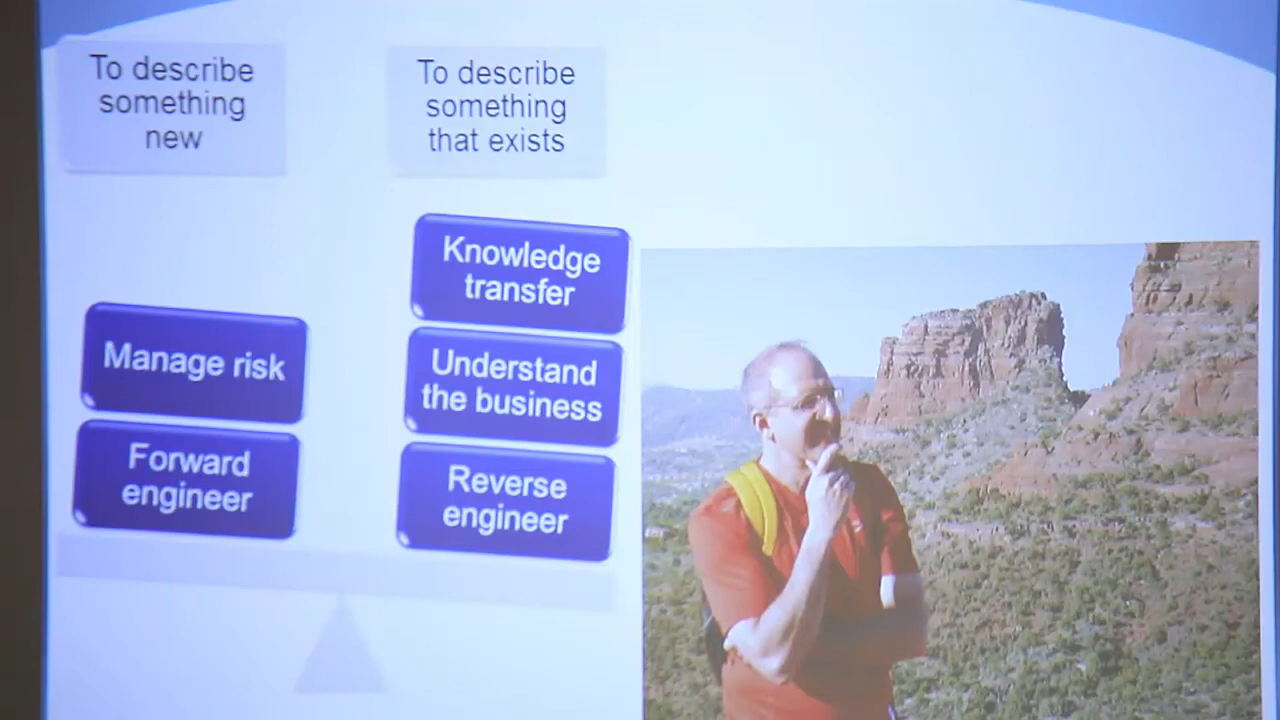 To describe
something
new
To describe
something
that exists
Manage risk
Forward
engineer
Knowledge
transfer
Understand
the business
Reverse
engineer